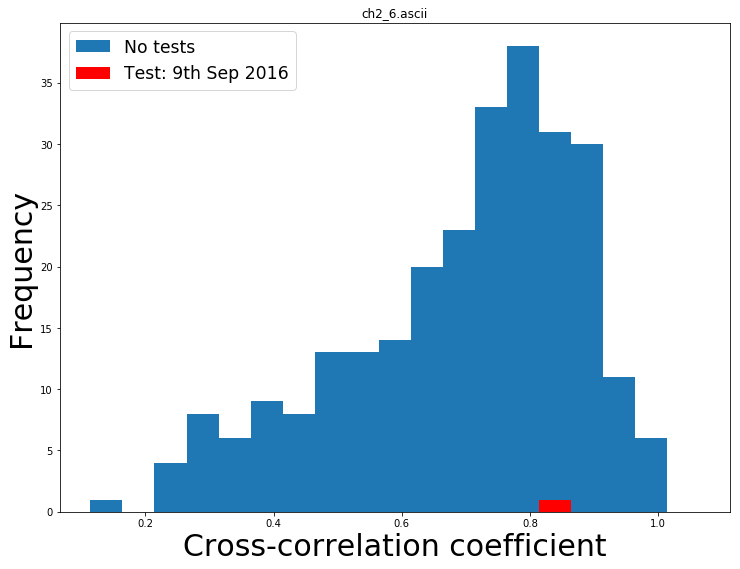 ch2_6.ascii
No tests
Test: 9th Sep 2016
Frequency
35
30
25
20
15
10
5
0
0.2 0.4 0.6 0.8 1.0
Cross-correlation coefficient